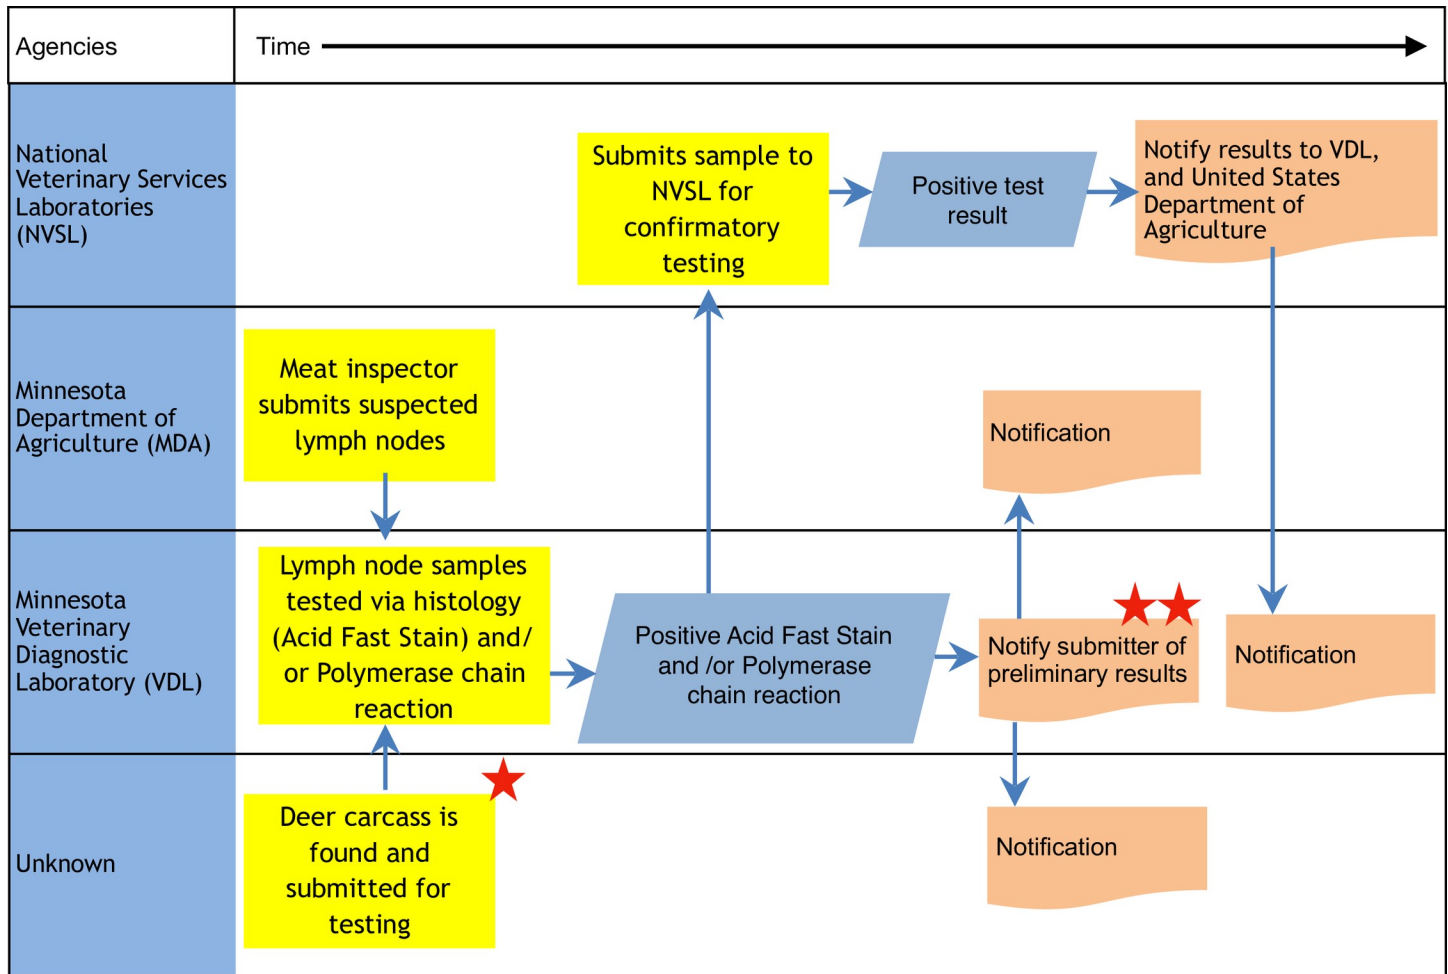 Agencies
Time
National
Veterinary Services
Laboratories
(NVSL)
Submits sample to
NVSL for
confirmatory
testing
Positive test
result
Notify results to VDL,
and United States
Department of
Agriculture
Minnesota
Department of
Agriculture (MDA)
Meat inspector
submits suspected
lymph nodes
Notification
Minnesota
Veterinary
Diagnostic
Laboratory (VDL)
Lymph node samples
tested via histology
(Acid Fast Stain) and/
or Polymerase chain
reaction
Positive Acid Fast Stain
and /or Polymerase
chain reaction
Notify submitter of
preliminary results
Notification
Unknown
Deer carcass is
found and
submitted for
testing
Notification